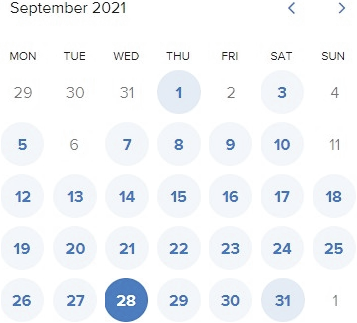 September 2021
MON TUE WED THU FRI SAT SUN
29 30 31 1 2 3 4
5 6 7 8 9 10 11
12 13 14 15 16 17 18
19 20 21 22 23 24 25
26 27 28 29 30 31 1